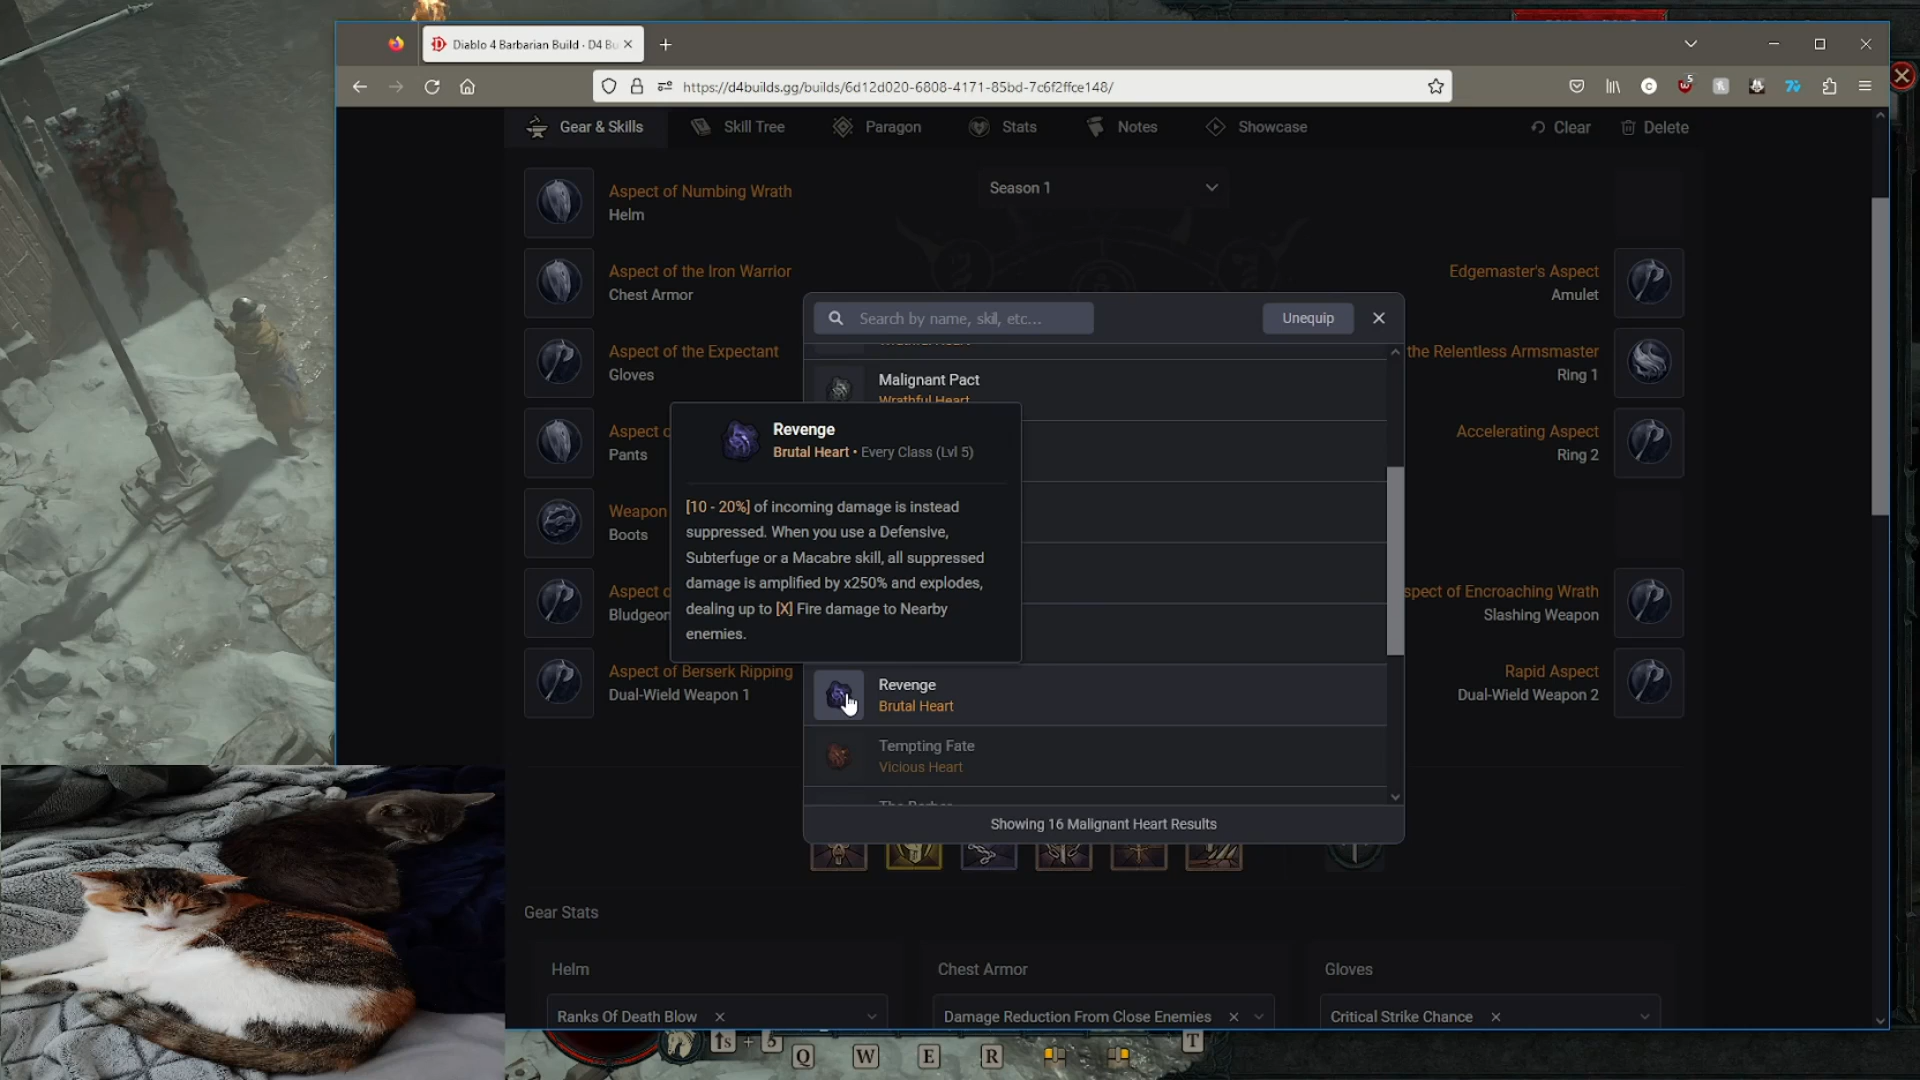 Diablo 4 Barbarian Build · D4 Bu
https://d4builds.gg/builds/6d12d020-6808-4171-85bd-7c6f2ffce148/
5
Gear & Skills
Skill Tree
Paragon
Stats
Notes
Showcase
Clear
Delete
Season 1
Aspect of Numbing Wrath
Helm
Aspect of the Iron Warrior
Chest Armor
Aspect of the Expectant
Gloves
Aspect
Pants
Weapon
Boots
Aspect
Bludgeon
Aspect of Berserk Ripping
Dual-Wield Weapon 1
Edgemaster's Aspect
Amulet
the Relentless Armsmaster
Ring 1
Accelerating Aspect
Ring 2
spect of Encroaching Wrath
Slashing Weapon
Rapid Aspect
Dual-Wield Weapon 2
Search by name, skil, etc...
Unequip
Malignant Pact
Wrathful Heart
Revenge
Brutal Heart • Every Class (Lvl 5)
[10 - 20%] of incoming damage is instead
suppressed. When you use a Defensive,
Subterfuge or a Macabre skill, all suppressed
damage is amplified by x250% and explodes,
dealing up to [X] Fire damage to Nearby
enemies.
Revenge
Brutal Heart
Tempting Fate
Vicious Heart
Showing 16 Malignant Heart Results
Gear Stats
Helm
Ranks Of Death Blow
Chest Armor
Damage Reduction From Close Enemies
Gloves
Critical Strike Chance
+ 5
Q
W
E
R
T